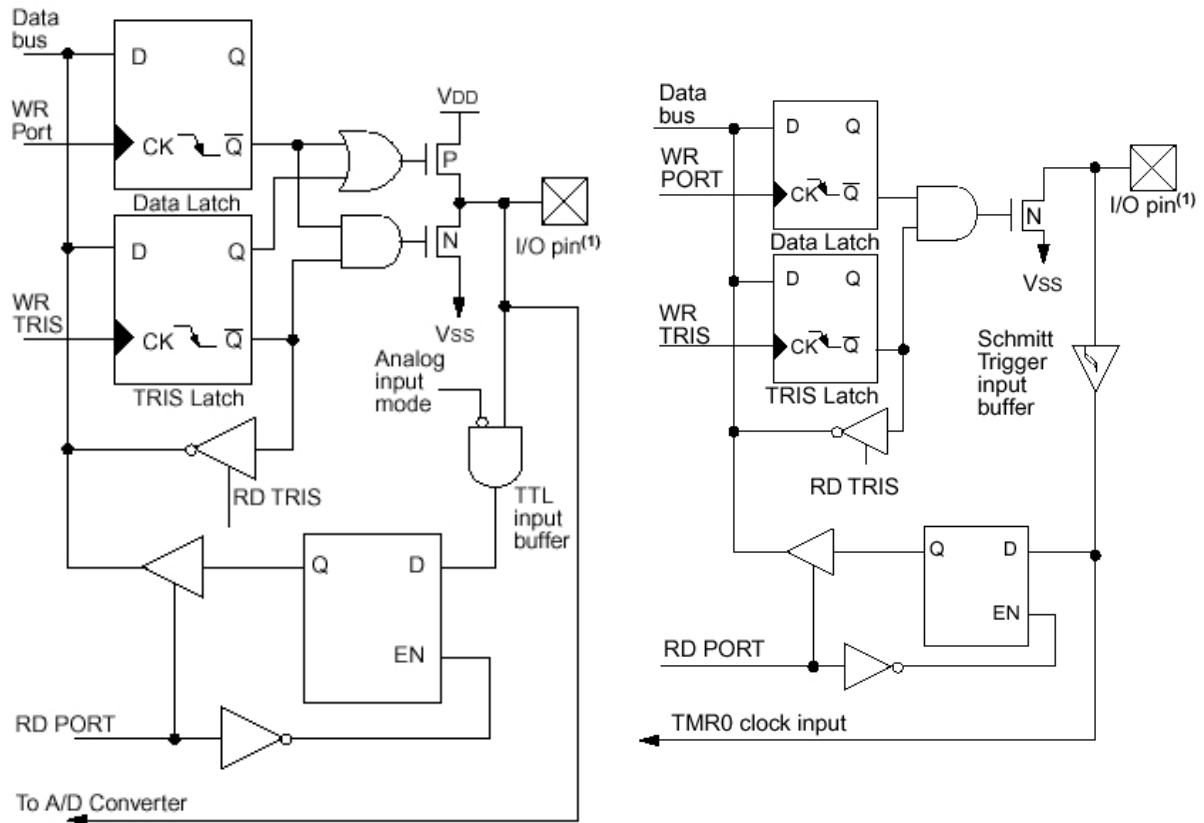 Data
bus
D Q
WR
Port
CK Q
Data Latch
VDD
P
N
I/O pin(1)
VSS
D Q
WR
TRIS
CK Q
TRIS Latch
Analog
input
mode
RD TRIS
TTL
input
buffer
Q D
EN
RD PORT
To A/D Converter
Data
bus
D Q
WR
PORT
CK Q
Data Latch
N
I/O pin(1)
VSS
D Q
WR
TRIS
CK Q
TRIS Latch
Schmitt
Trigger
input
buffer
RD TRIS
Q D
EN
RD PORT
TMR0 clock input